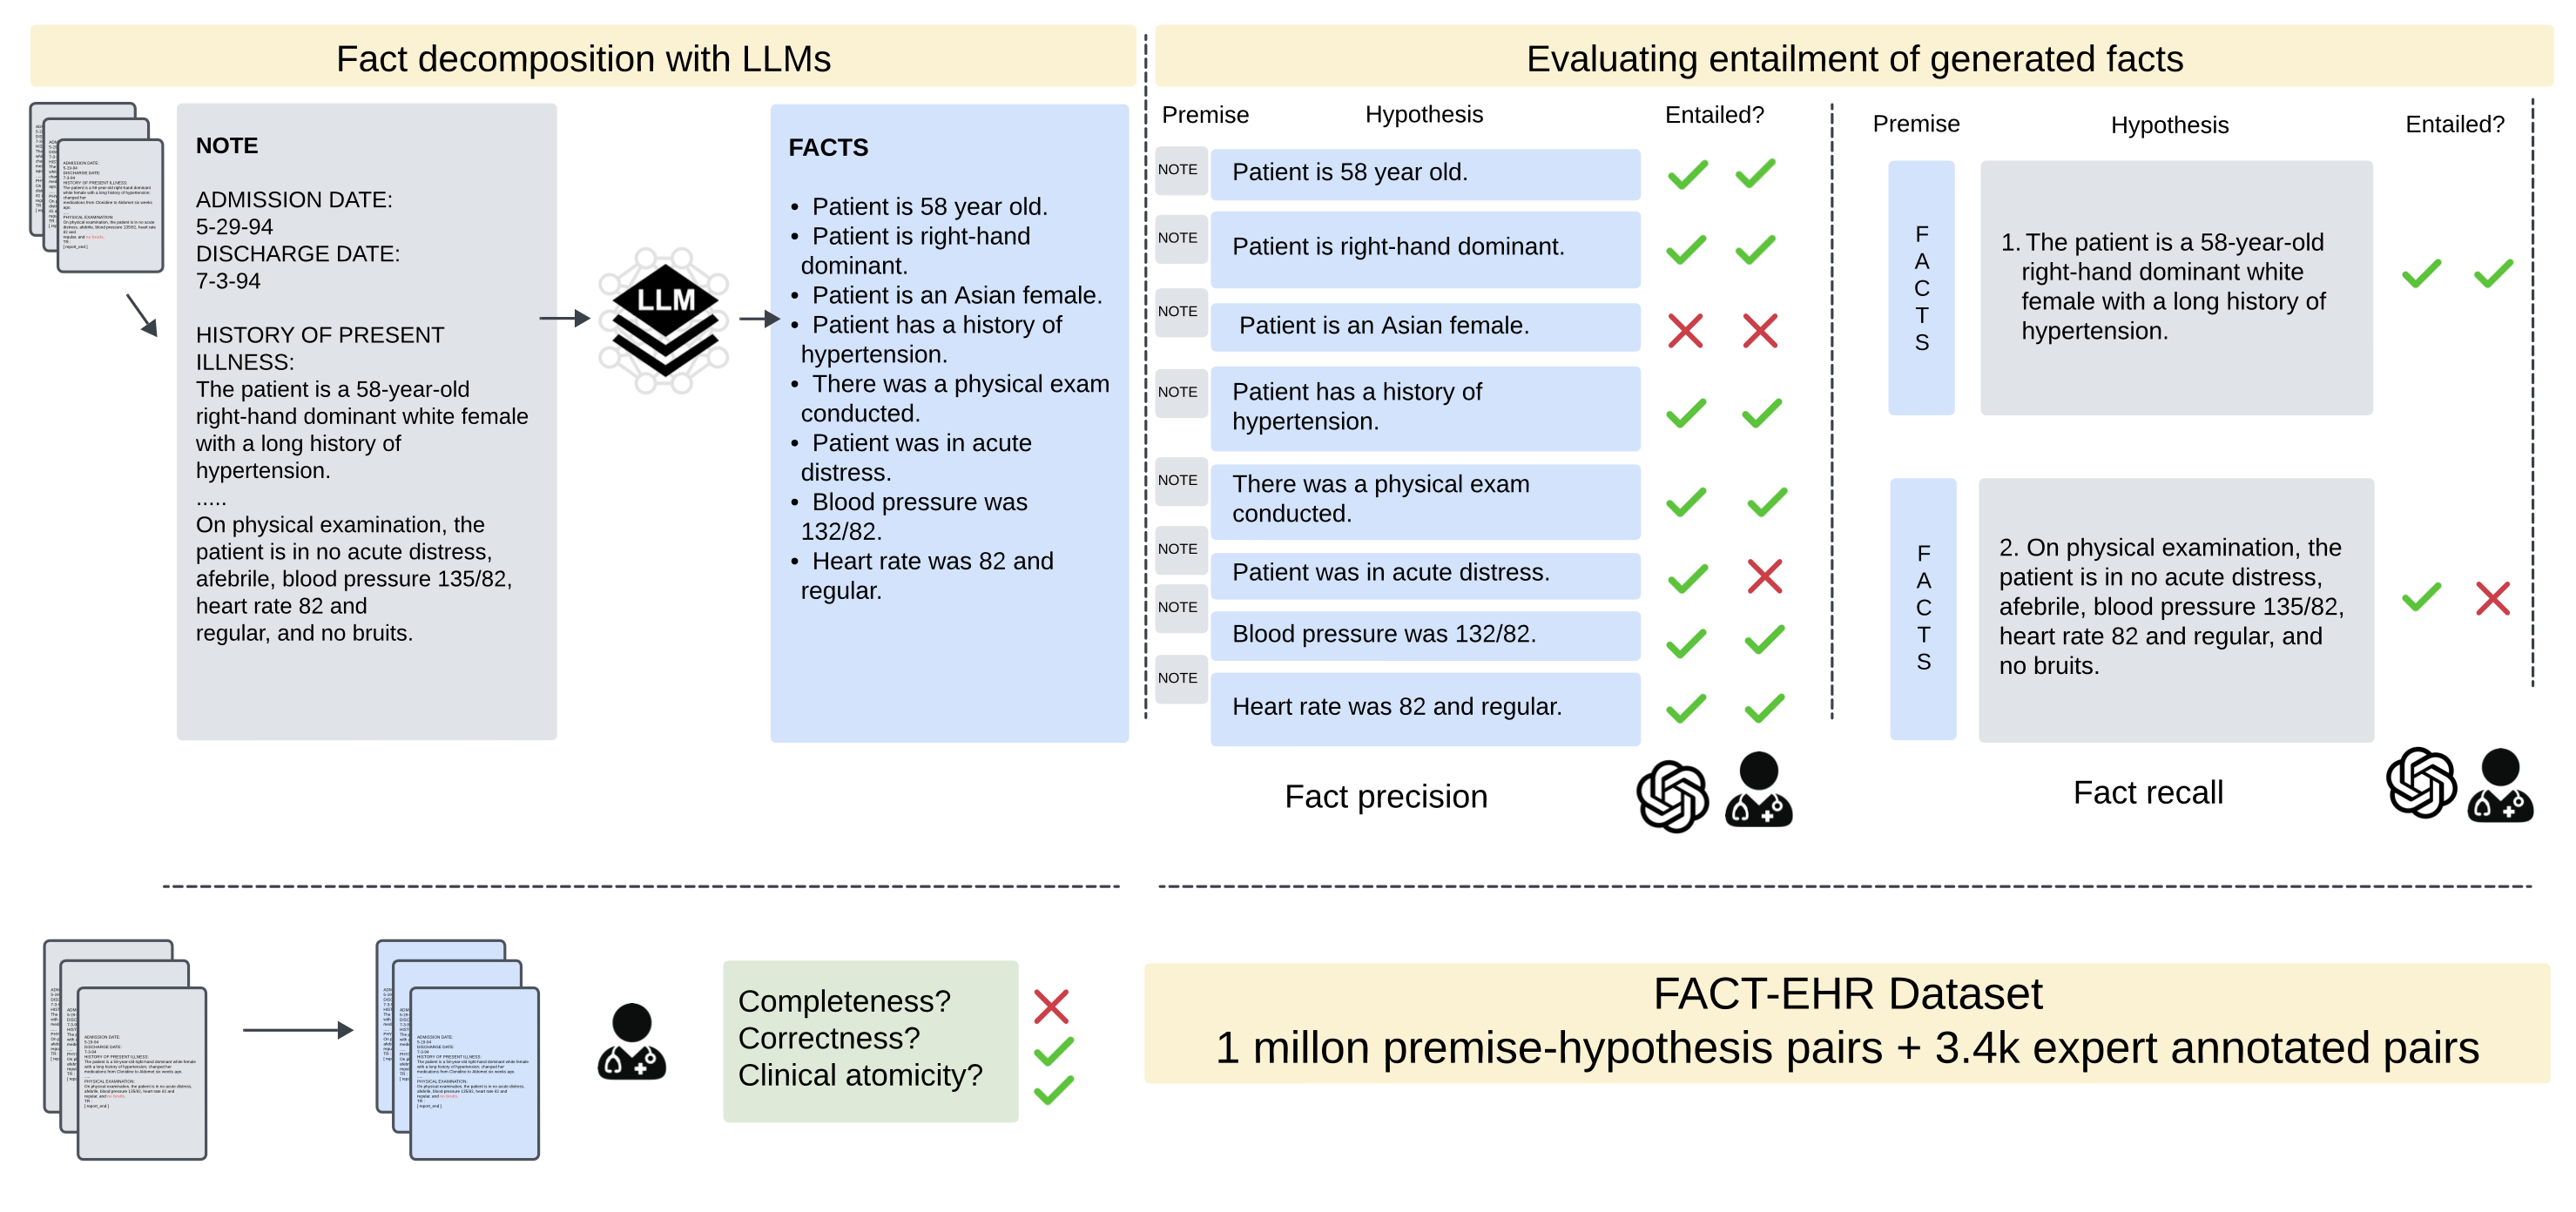 Fact decomposition with LLMs
Evaluating entailment of generated facts
NOTE
ADMISSION DATE:
5-29-94
DISCHARGE DATE:
7-3-94
HISTORY OF PRESENT
ILLNESS:
The patient is a 58-year-old
right-hand dominant white female
with a long history of
hypertension.
.....
On physical examination, the
patient is in no acute distress,
afebrile, blood pressure 135/82,
heart rate 82 and
regular, and no bruits.
LLM
FACTS
• Patient is 58 year old.
• Patient is right-hand
dominant.
• Patient is an Asian female.
• Patient has a history of
hypertension.
• There was a physical exam
conducted.
• Patient was in acute
distress.
• Blood pressure was
132/82.
• Heart rate was 82 and
regular.
Premise Hypothesis Entailed?
NOTE Patient is 58 year old.
NOTE Patient is right-hand dominant.
NOTE Patient is an Asian female.
NOTE Patient has a history of
hypertension.
NOTE There was a physical exam
conducted.
NOTE Patient was in acute distress.
NOTE Blood pressure was 132/82.
NOTE Heart rate was 82 and regular.
Fact precision
Premise Hypothesis Entailed?
FACTS
1. The patient is a 58-year-old
right-hand dominant white
female with a long history of
hypertension.
FACTS
2. On physical examination, the
patient is in no acute distress,
afebrile, blood pressure 135/82,
heart rate 82 and regular, and
no bruits.
Fact recall
Completeness?
Correctness?
Clinical atomicity?
FACT-EHR Dataset
1 millon premise-hypothesis pairs + 3.4k expert annotated pairs